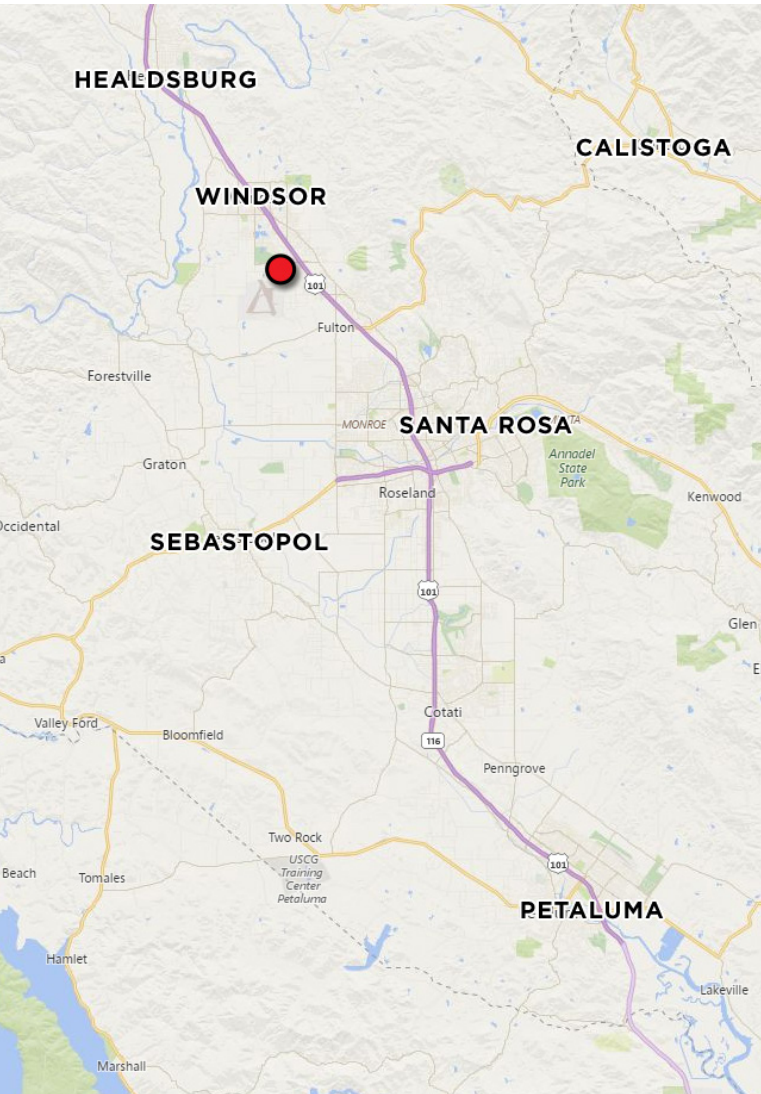 HEALDSBURG
CALISTOGA
WINDSOR
101
Fulton
Forestville
MONROE
SANTA ROSA
Annadel
State
Park
Graton
Roseland
Kenwood
Occidental
SEBASTOPOL
101
Glen
Valley Ford
Cotati
Bloomfield
116
Penngrove
Two Rock
USCG
Training
Center
Petaluma
101
Beach
Tomales
PETALUMA
Hamlet
Lakeville
Marshall